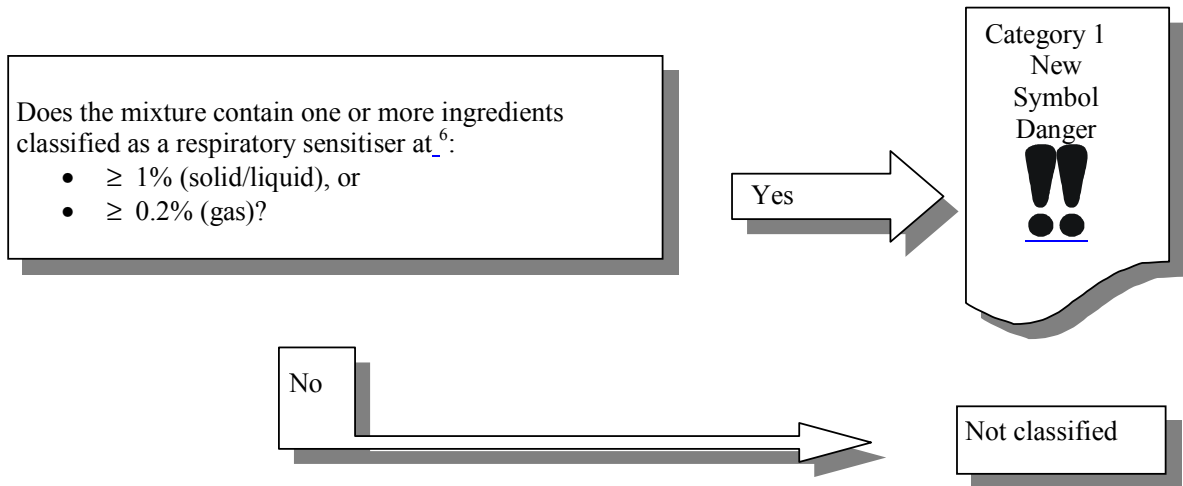 Does the mixture contain one or more ingredients
classified as a respiratory sensitiser at 6:
• ≥ 1% (solid/liquid), or
• ≥ 0.2% (gas)?
Yes
Category 1
New
Symbol
Danger
!!
No
Not classified